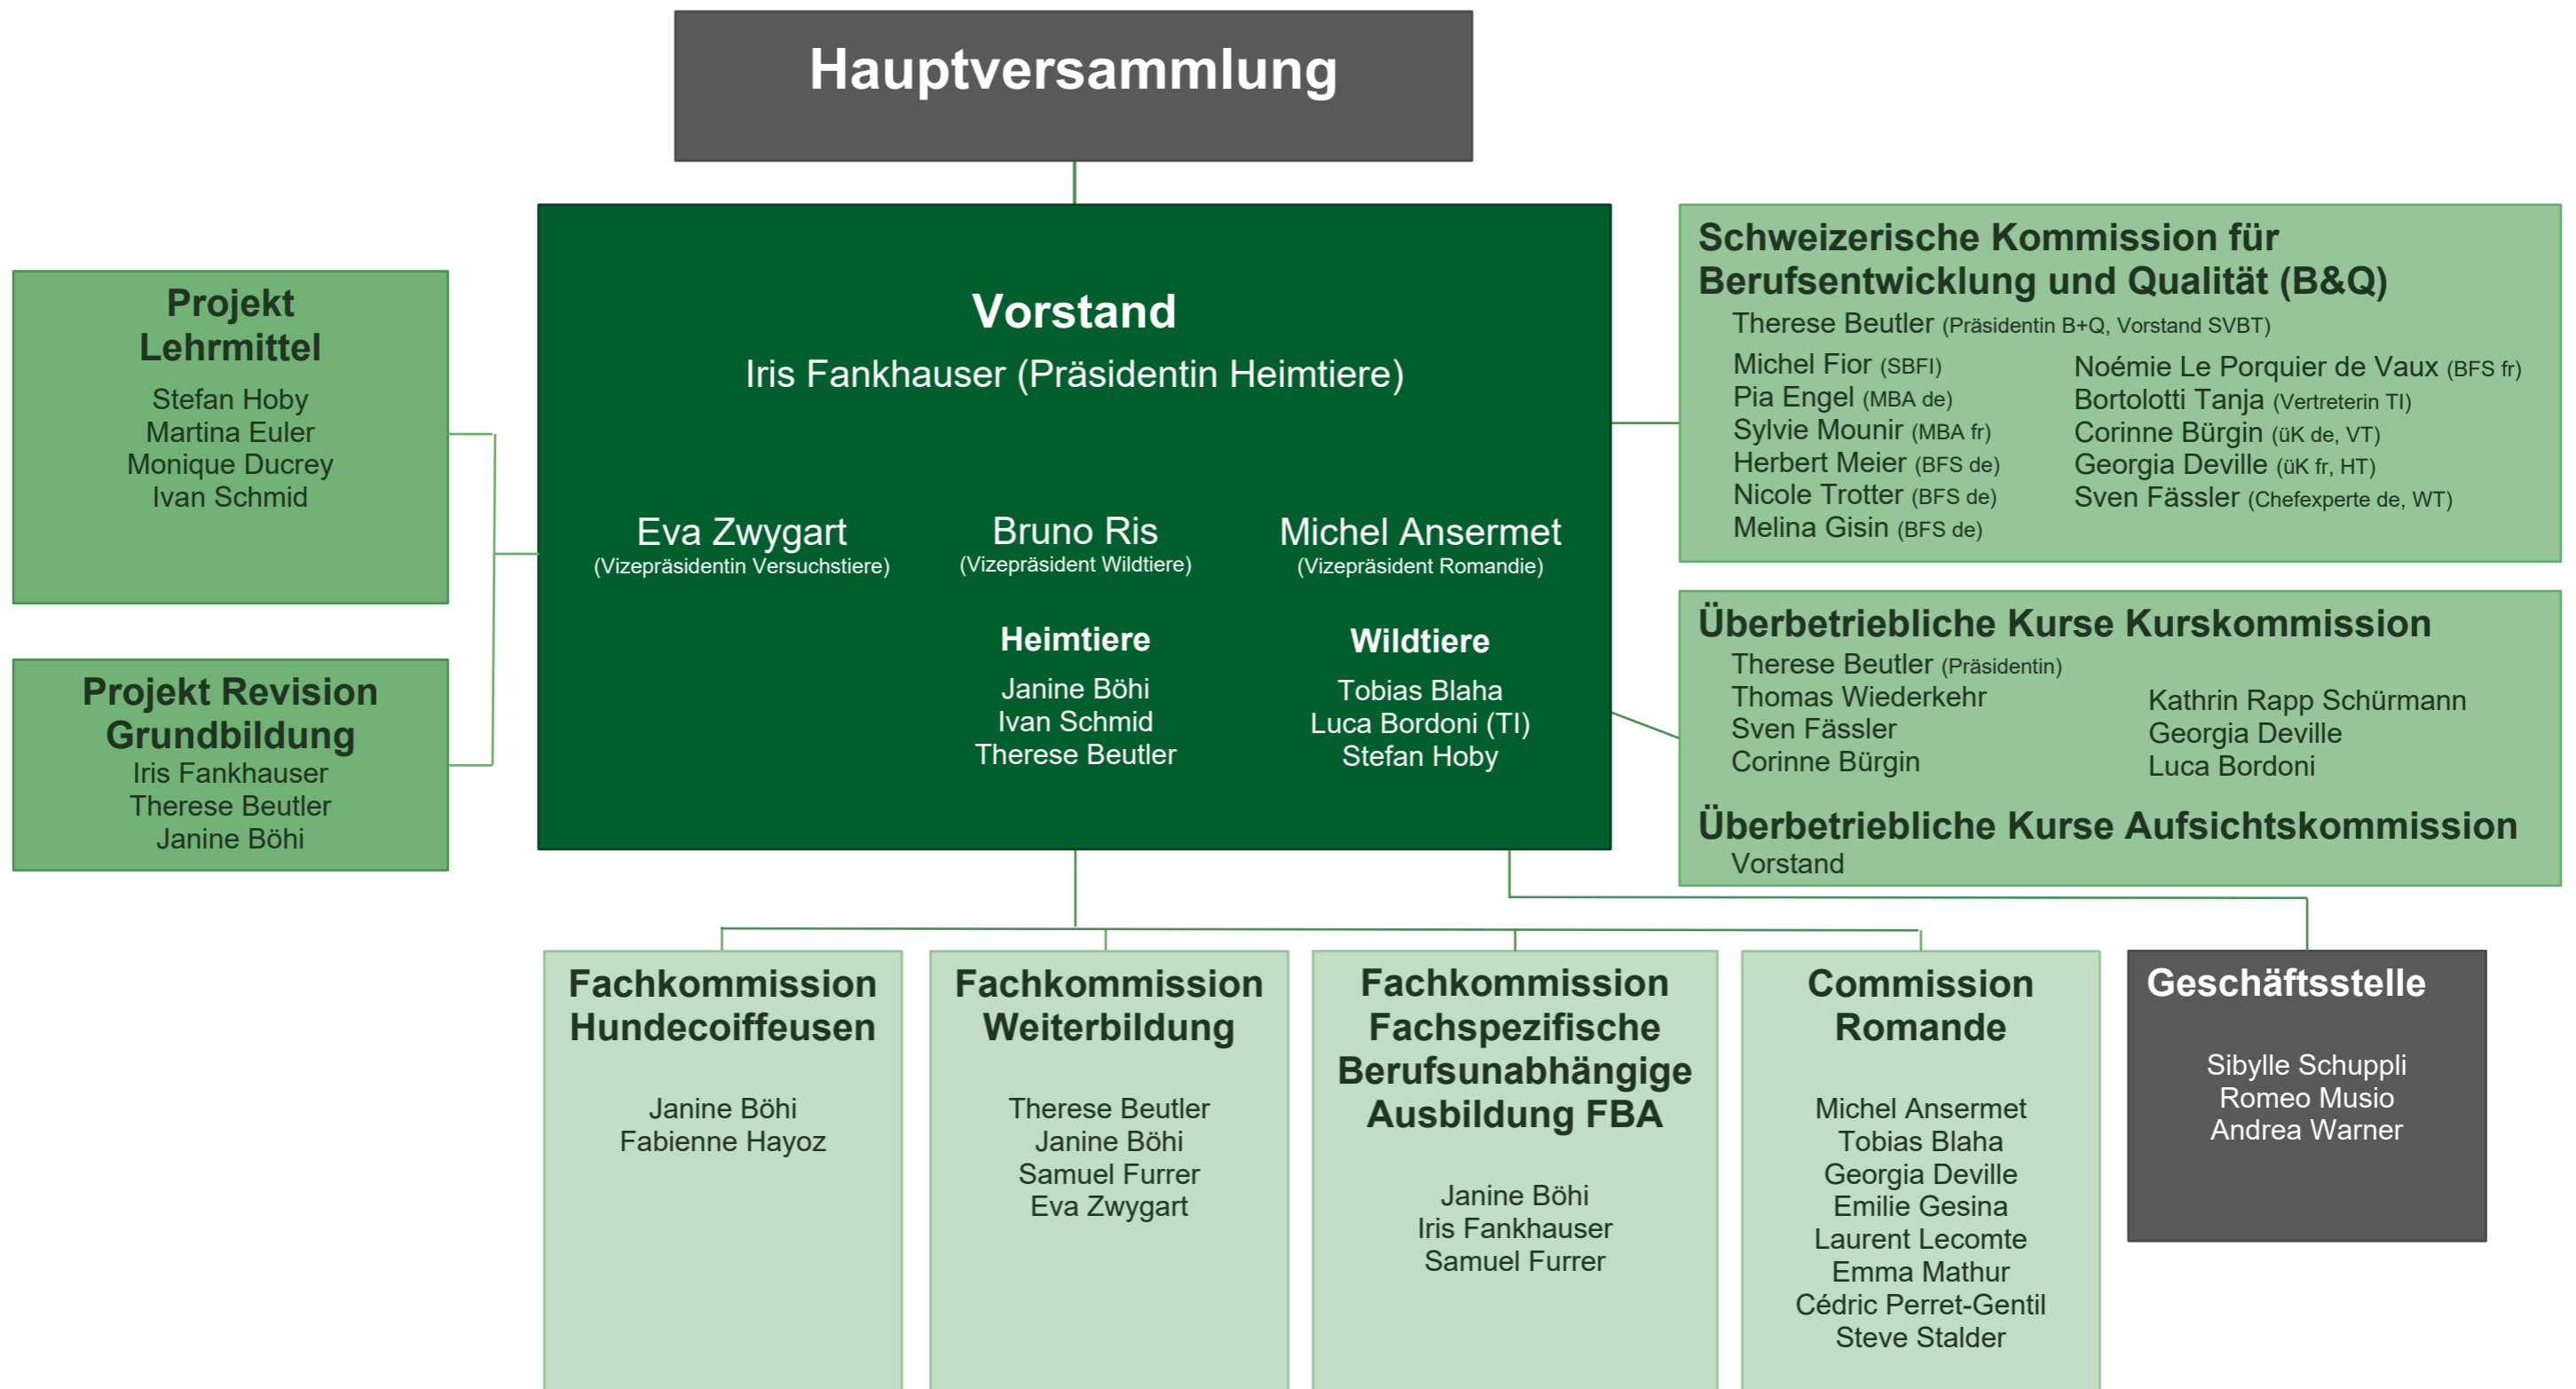 Hauptversammlung
Vorstand
Iris Fankhauser (Präsidentin Heimtiere)
Eva Zwygart
(Vizepräsidentin Versuchstiere)
Bruno Ris
(Vizepräsident Wildtiere)
Michel Ansermet
(Vizepräsident Romandie)
Heimtiere
Janine Böhi
Ivan Schmid
Therese Beutler
Wildtiere
Tobias Blaha
Luca Bordoni (TI)
Stefan Hoby
Projekt
Lehrmittel
Stefan Hoby
Martina Euler
Monique Ducrey
Ivan Schmid
Projekt Revision
Grundbildung
Iris Fankhauser
Therese Beutler
Janine Böhi
Schweizerische Kommission für
Berufsentwicklung und Qualität (B&Q)
Therese Beutler (Präsidentin B+Q, Vorstand SVBT)
Michel Fior (SBFI)
Pia Engel (MBA de)
Sylvie Mounir (MBA fr)
Herbert Meier (BFS de)
Nicole Trotter (BFS de)
Melina Gisin (BFS de)
Noémie Le Porquier de Vaux (BFS fr)
Bortolotti Tanja (Vertreterin TI)
Corinne Bürgin (üK de, VT)
Georgia Deville (üK fr, HT)
Sven Fässler (Chefexperte de, WT)
Überbetriebliche Kurse Kurskommission
Therese Beutler (Präsidentin)
Thomas Wiederkehr
Sven Fässler
Corinne Bürgin
Kathrin Rapp Schürmann
Georgia Deville
Luca Bordoni
Überbetriebliche Kurse Aufsichtskommission
Vorstand
Fachkommission
Hundecoiffeusen
Janine Böhi
Fabienne Hayoz
Fachkommission
Weiterbildung
Therese Beutler
Janine Böhi
Samuel Furrer
Eva Zwygart
Fachkommission
Fachspezifische
Berufsunabhängige
Ausbildung FBA
Janine Böhi
Iris Fankhauser
Samuel Furrer
Commission
Romande
Michel Ansermet
Tobias Blaha
Georgia Deville
Emilie Gesina
Laurent Lecomte
Emma Mathur
Cédric Perret-Gentil
Steve Stalder
Geschäftsstelle
Sibylle Schuppli
Romeo Musio
Andrea Warner